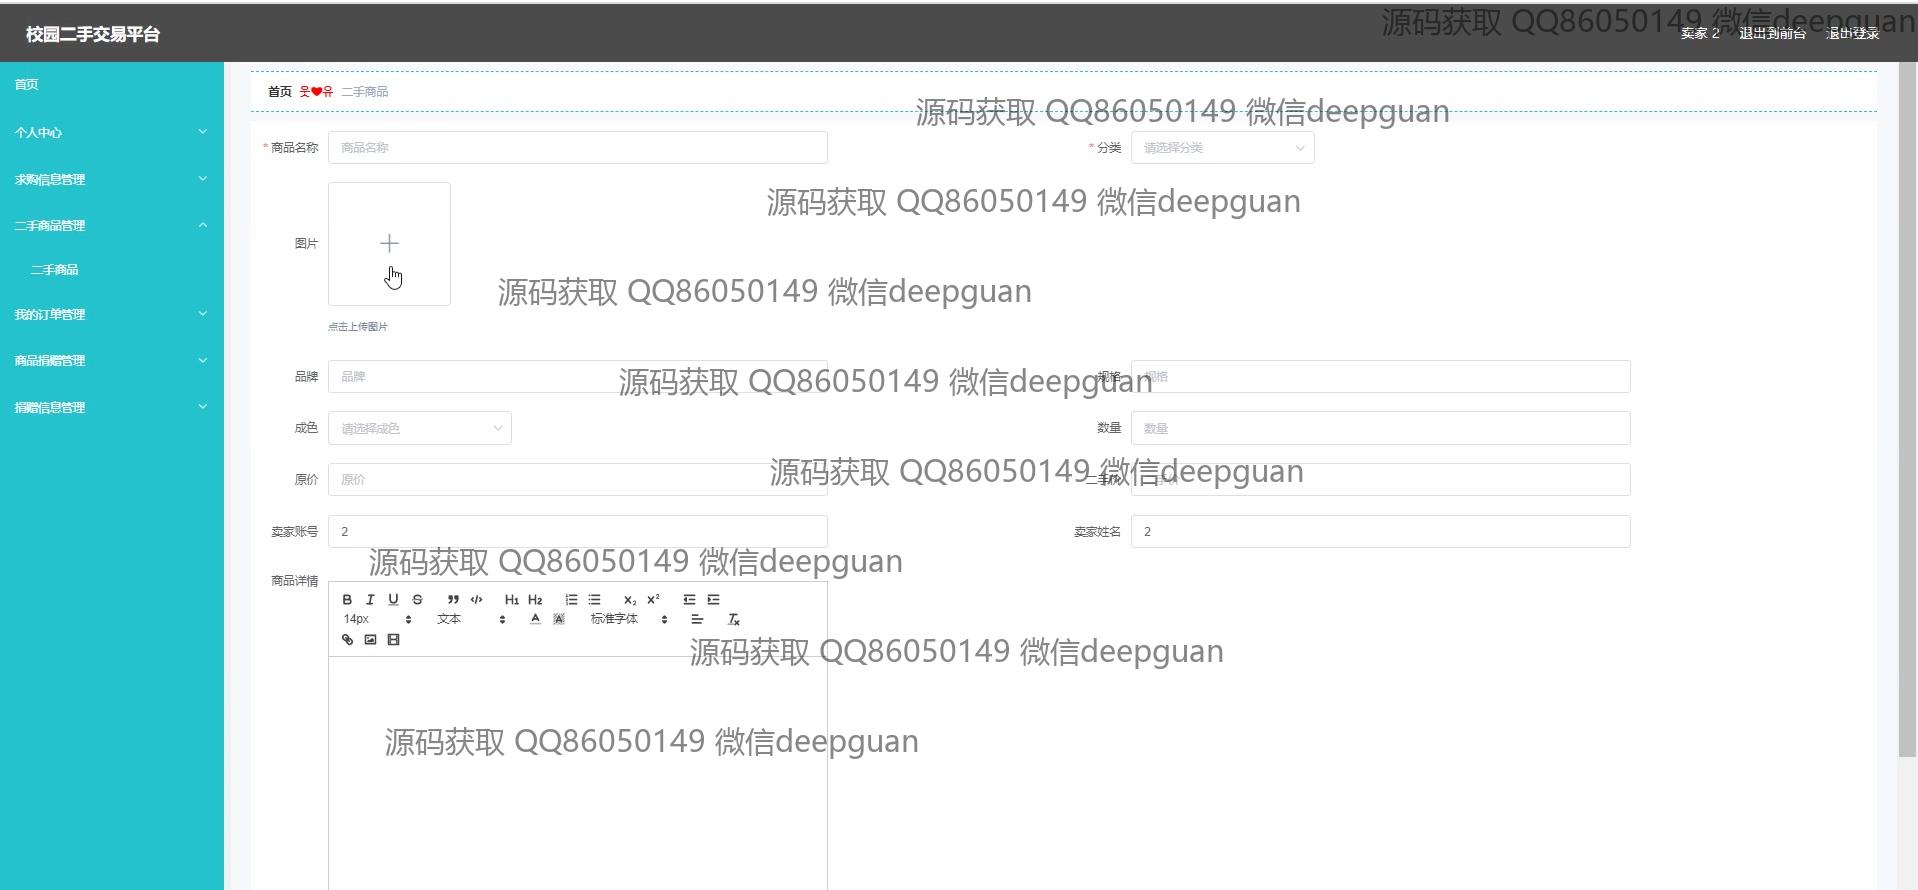 校园二手交易平台
源码获取 QQ86050149 微信deepguan
卖家 2 退出到前台 退出登录
首页
个人中心
求购信息管理
二手商品管理
二手商品
我的订单管理
商品捐赠管理
捐赠信息管理
首页 웃❤유 二手商品
源码获取 QQ86050149 微信deepguan
* 商品名称 商品名称 * 分类 请选择分类
源码获取 QQ86050149 微信deepguan
图片
源码获取 QQ86050149 微信deepguan
点击上传图片
品牌 品牌 规格 规格
源码获取 QQ86050149 微信deepguan
成色 请选择成色 数量 数量
原价 原价 二手价 二手价
源码获取 QQ86050149 微信deepguan
卖家账号 2 卖家姓名 2
源码获取 QQ86050149 微信deepguan
商品详情
B I U S H1 H2 X2 X2
14px 文本 A A 标准字体 Tx
源码获取 QQ86050149 微信deepguan
源码获取 QQ86050149 微信deepguan